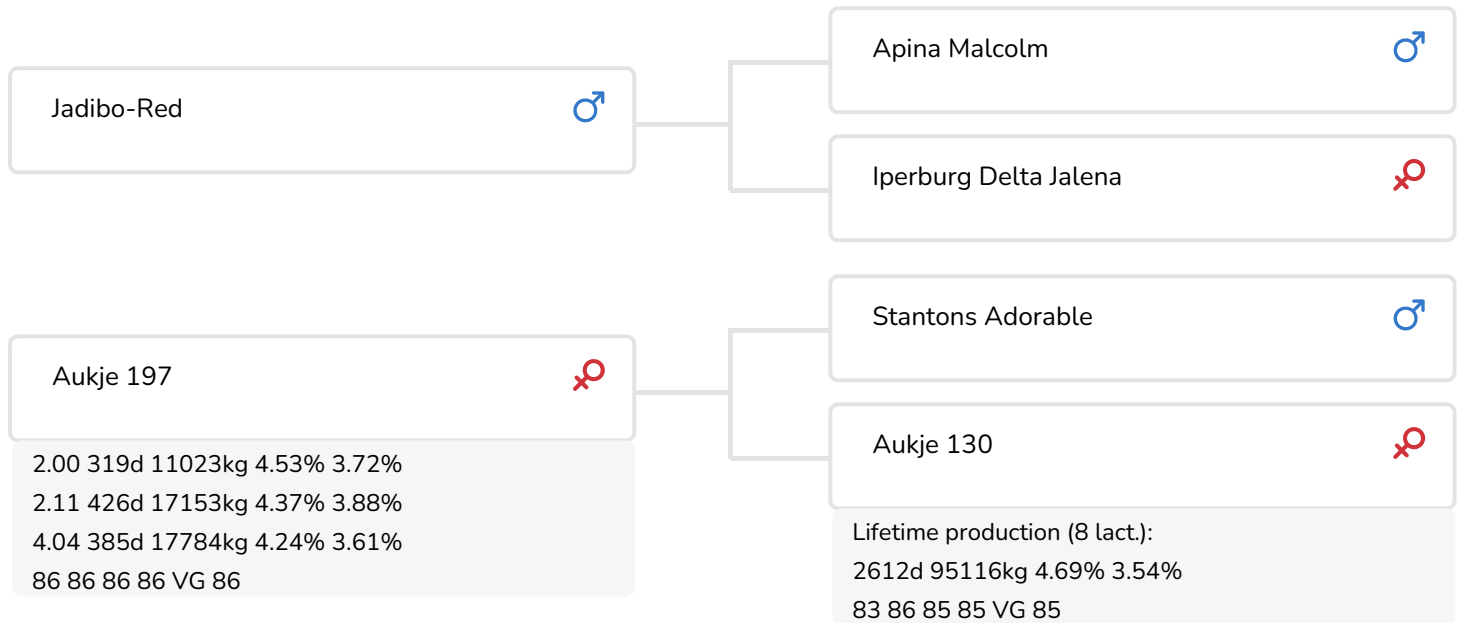 Jadibo-Red
Apina Malcolm
Iperburg Delta Jalena
Aukje 197
2.00 319d 11023kg 4.53% 3.72%
2.11 426d 17153kg 4.37% 3.88%
4.04 385d 17784kg 4.24% 3.61%
86 86 86 86 VG 86
Stantons Adorable
Aukje 130
Lifetime production (8 lact.):
2612d 95116kg 4.69% 3.54%
83 86 85 85 VG 85